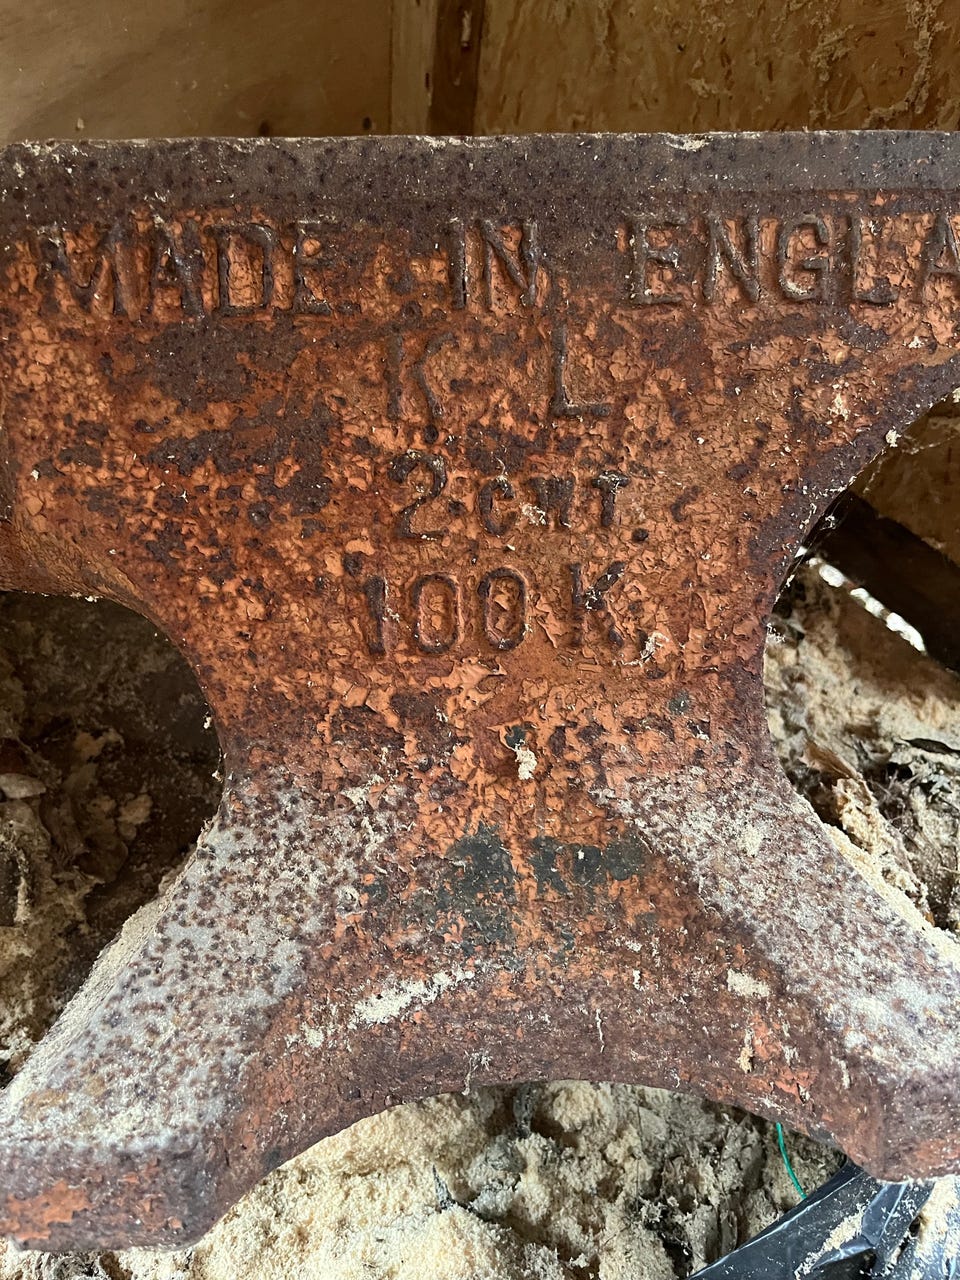 MADE IN ENGLA
K L
2 CWT.
100 K.